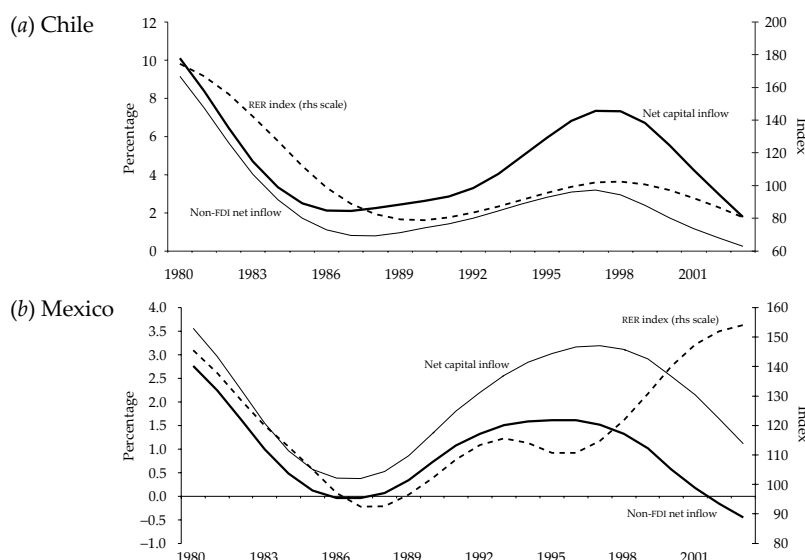 (a) Chile
12
10
8
6
4
2
0
Percentage
200
180
160
140
120
100
80
60
Index
RER index (rhs scale)
Net capital inflow
Non-FDI net inflow
1980 1983 1986 1989 1992 1995 1998 2001
(b) Mexico
4.0
3.5
3.0
2.5
2.0
1.5
1.0
0.5
0.0
–0.5
–1.0
Percentage
160
150
140
130
120
110
100
90
80
Index
RER index (rhs scale)
Net capital inflow
Non-FDI net inflow
1980 1983 1986 1989 1992 1995 1998 2001